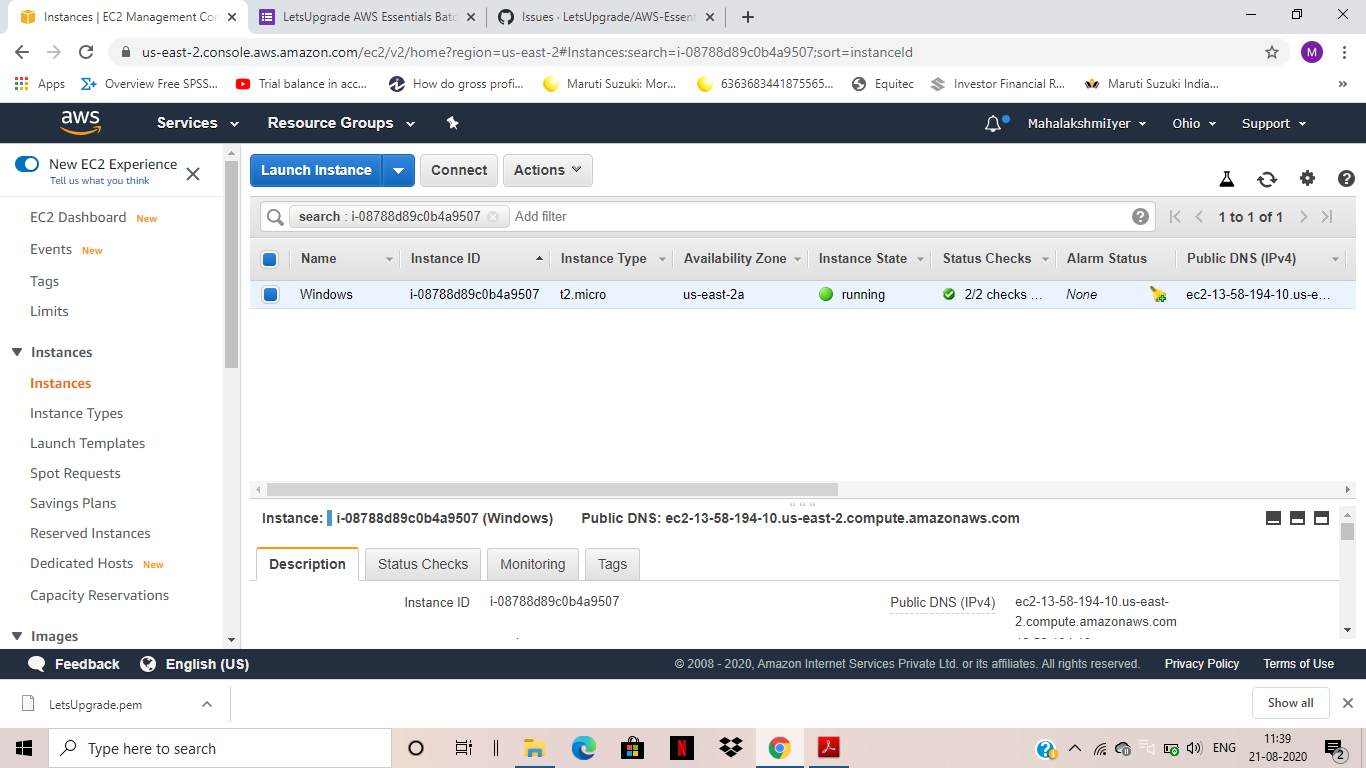 Instances | EC2 Management Con
LetsUpgrade AWS Essentials Batc
Issues · LetsUpgrade/AWS-Essent
us-east-2.console.aws.amazon.com/ec2/v2/home?region=us-east-2#Instances:search=i-08788d89c0b4a9507;sort=instanceId
M
Apps
Overview Free SPSS...
Trial balance in acc...
How do gross profi...
Maruti Suzuki: Mor...
6363683441875565...
Equitec
Investor Financial R...
Maruti Suzuki India...
aws
Services
Resource Groups
MahalakshmiIyer
Ohio
Support
New EC2 Experience
Tell us what you think
EC2 Dashboard New
Events New
Tags
Limits
Instances
Instances
Instance Types
Launch Templates
Spot Requests
Savings Plans
Reserved Instances
Dedicated Hosts New
Capacity Reservations
Images
Launch Instance
Connect
Actions
search : i-08788d89c0b4a9507
Add filter
1 to 1 of 1
Name Instance ID Instance Type Availability Zone Instance State Status Checks Alarm Status Public DNS (IPv4)
Windows i-08788d89c0b4a9507 t2.micro us-east-2a running 2/2 checks ... None ec2-13-58-194-10.us-e...
Instance: i-08788d89c0b4a9507 (Windows) Public DNS: ec2-13-58-194-10.us-east-2.compute.amazonaws.com
Description
Status Checks
Monitoring
Tags
Instance ID i-08788d89c0b4a9507
Public DNS (IPv4) ec2-13-58-194-10.us-east-
2.compute.amazonaws.com
Feedback
English (US)
© 2008 - 2020, Amazon Internet Services Private Ltd. or its affiliates. All rights reserved.
Privacy Policy
Terms of Use
LetsUpgrade.pem
Show all
Type here to search
ENG
11:39
21-08-2020
2